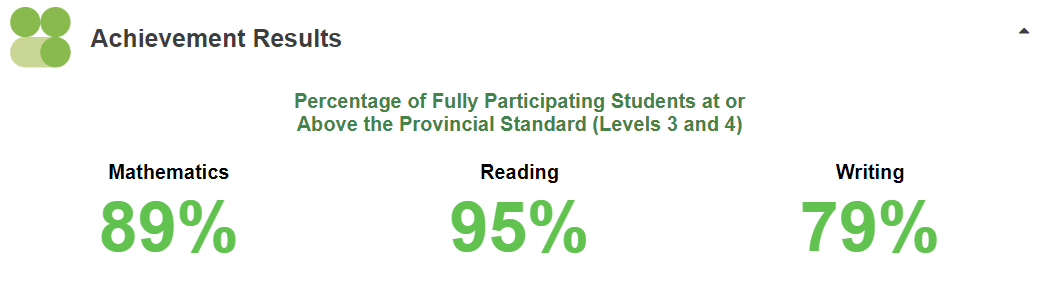 Achievement Results
Percentage of Fully Participating Students at or
Above the Provincial Standard (Levels 3 and 4)
Mathematics Reading Writing
89% 95% 79%